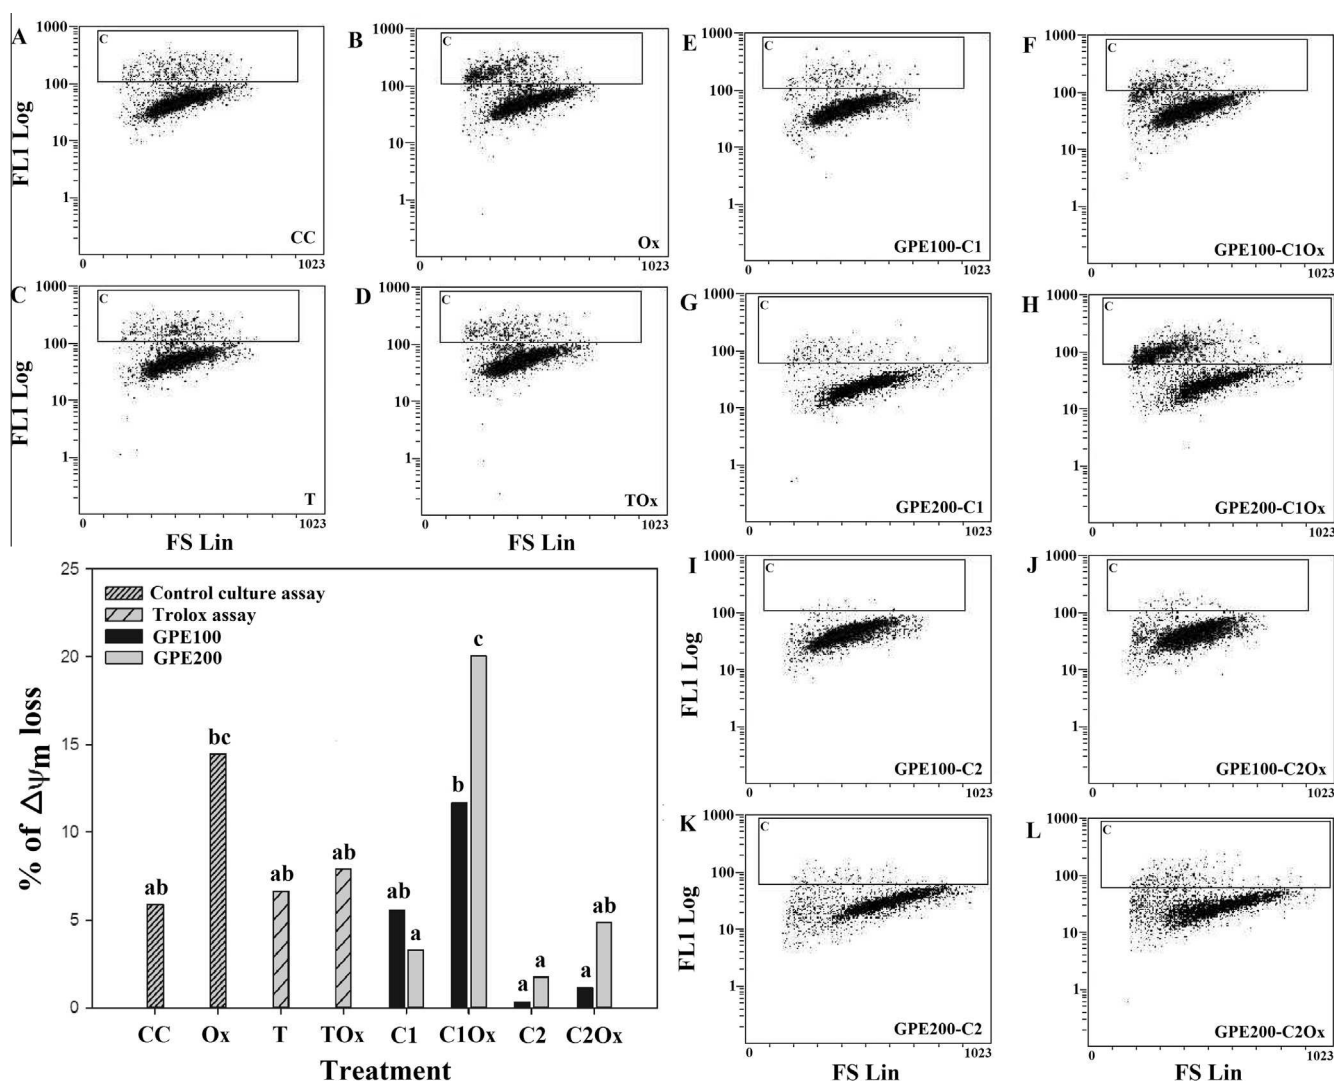 A
1000
100
10
1
FL1 Log
C
CC
0
1023
B
1000
100
10
1
C
Ox
0
1023
E
1000
100
10
1
C
GPE100-C1
0
1023
F
1000
100
10
1
C
GPE100-C1Ox
0
1023
C
1000
100
10
1
FL1 Log
C
T
0
1023
FS Lin
D
1000
100
10
1
C
TOx
0
1023
FS Lin
G
1000
100
10
1
C
GPE200-C1
0
1023
H
1000
100
10
1
C
GPE200-C1Ox
0
1023
% of Δψm loss
25
20
15
10
5
0
Control culture assay
Trolox assay
GPE100
GPE200
ab
bc
ab
ab
ab
a
b
c
a
a
a
ab
CC Ox T TOx C1 C1Ox C2 C2Ox
Treatment
I
1000
100
10
1
FL1 Log
C
GPE100-C2
0
1023
J
1000
100
10
1
C
GPE100-C2Ox
0
1023
K
1000
100
10
1
FL1 Log
C
GPE200-C2
0
1023
FS Lin
L
1000
100
10
1
C
GPE200-C2Ox
0
1023
FS Lin